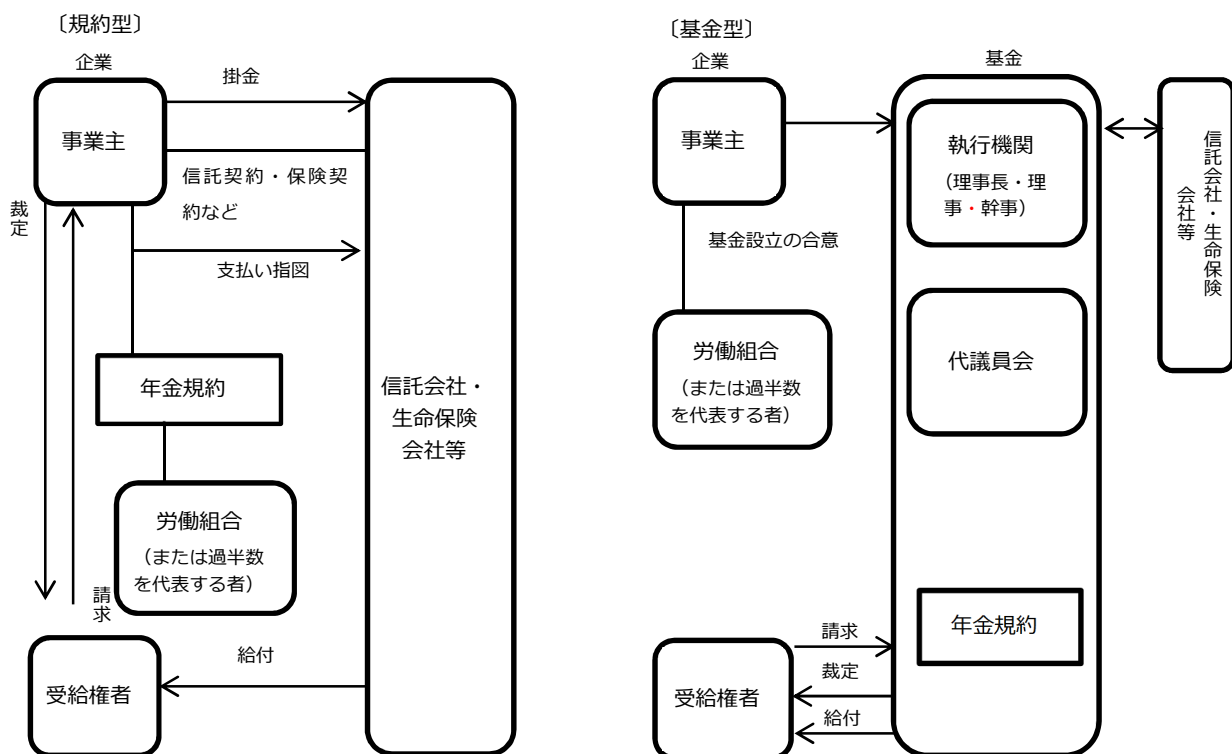 〔規約型〕
企業
事業主
掛金
信託契約・保険契
約など
支払い指図
裁定
年金規約
信託会社・
生命保険
会社等
労働組合
（または過半数
を代表する者）
請求
給付
受給権者
〔基金型〕
企業
事業主
基金
執行機関
（理事長・理
事・幹事）
信託会社・生命保険
会社等
基金設立の合意
労働組合
（または過半数
を代表する者）
代議員会
年金規約
請求
裁定
給付
受給権者